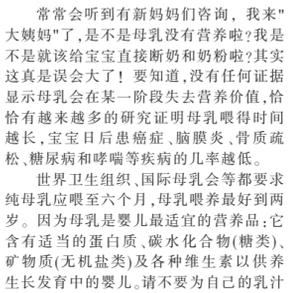 常常会听到有新妈妈们咨询，我来"
大姨妈"了,是不是母乳没有营养啦?我是
不是就该给宝宝直接断奶和奶粉啦?其实
这真是误会大了！要知道,没有任何证据
显示母乳会在某一阶段失去营养价值,恰
恰有越来越多的研究证明母乳喂得时间
越长,宝宝日后患癌症、脑膜炎、骨质疏
松、糖尿病和哮喘等疾病的几率越低。
世界卫生组织、国际母乳会等都要求
纯母乳应喂至六个月,母乳喂养最好到两
岁。因为母乳是婴儿最适宜的营养品:它
含有适当的蛋白质、碳水化合物(糖类)、
矿物质(无机盐类)及各种维生素以供养
生长发育中的婴儿。请不要为自己的乳汁